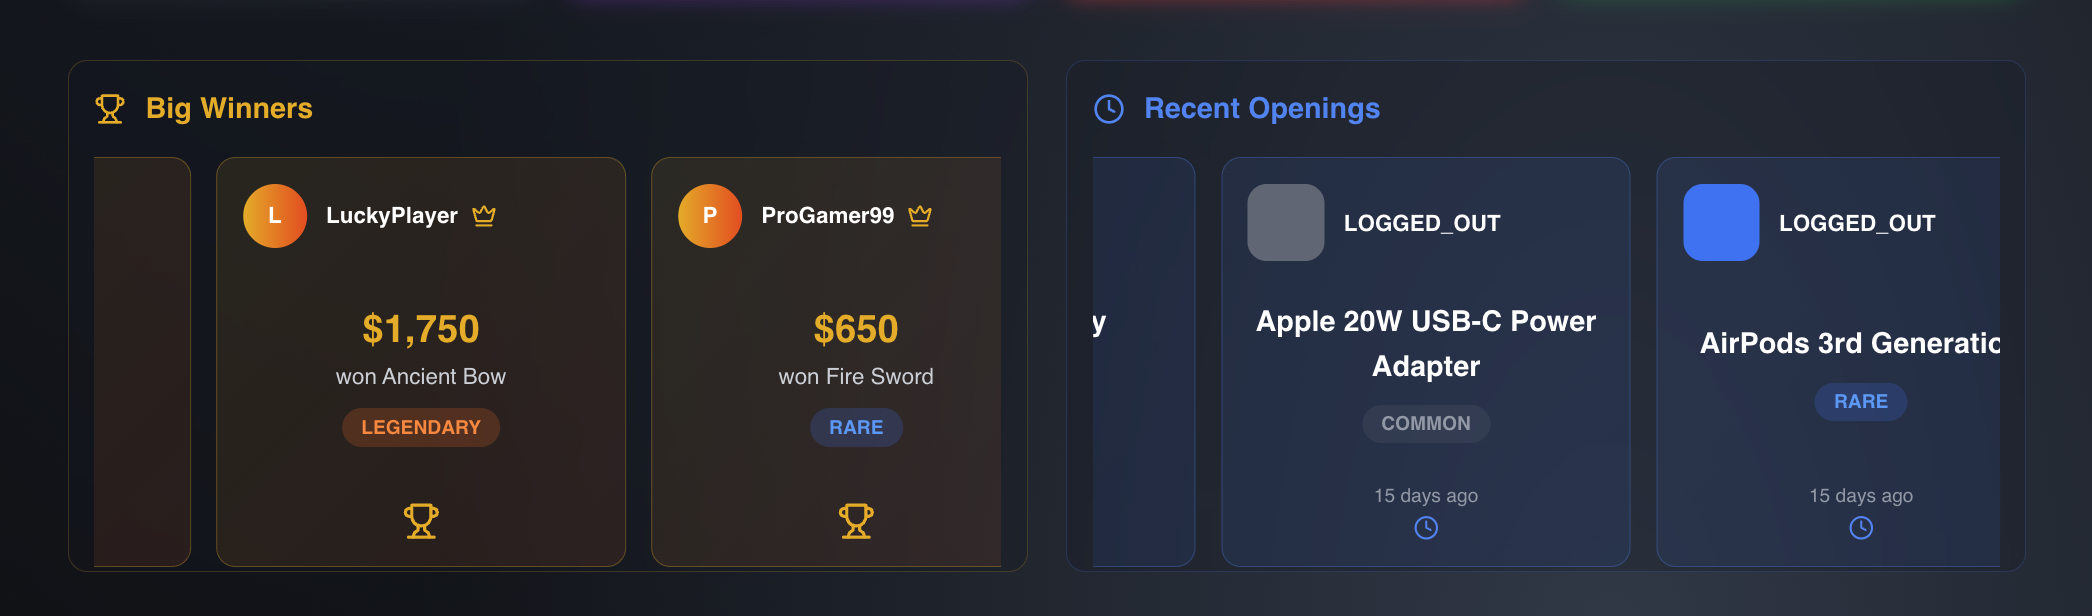 Big Winners
L
LuckyPlayer
$1,750
won Ancient Bow
LEGENDARY
P
ProGamer99
$650
won Fire Sword
RARE
Recent Openings
y
LOGGED_OUT
Apple 20W USB-C Power
Adapter
COMMON
15 days ago
LOGGED_OUT
AirPods 3rd Generatio
RARE
15 days ago